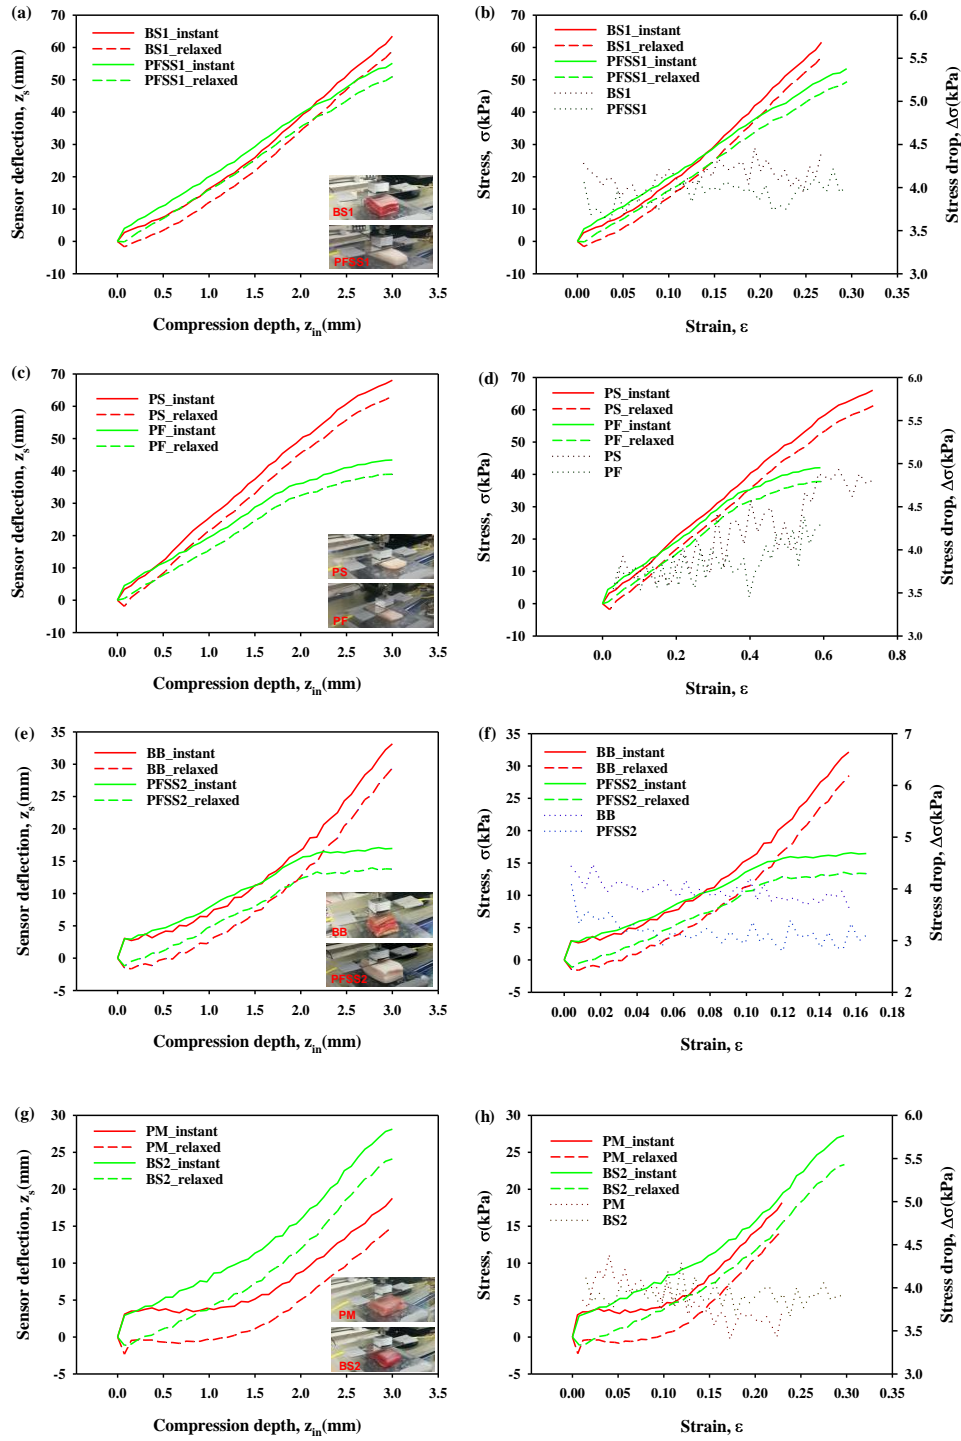 (a)
Sensor deflection, z_s(mm)
70
60
50
40
30
20
10
0
-10
BS1_instant
BS1_relaxed
PFSS1_instant
PFSS1_relaxed
BS1
PFSS1
0.0 0.5 1.0 1.5 2.0 2.5 3.0 3.5
Compression depth, z_in(mm)
(b)
Stress, σ(kPa)
70
60
50
40
30
20
10
0
-10
BS1_instant
BS1_relaxed
PFSS1_instant
PFSS1_relaxed
BS1
PFSS1
6.0
5.5
5.0
4.5
4.0
3.5
3.0
Stress drop, Δσ(kPa)
0.00 0.05 0.10 0.15 0.20 0.25 0.30 0.35
Strain, ε
(c)
Sensor deflection, z_s(mm)
70
60
50
40
30
20
10
0
-10
PS_instant
PS_relaxed
PF_instant
PF_relaxed
PS
PF
0.0 0.5 1.0 1.5 2.0 2.5 3.0 3.5
Compression depth, z_in(mm)
(d)
Stress, σ(kPa)
70
60
50
40
30
20
10
0
-10
PS_instant
PS_relaxed
PF_instant
PF_relaxed
PS
PF
6.0
5.5
5.0
4.5
4.0
3.5
3.0
Stress drop, Δσ(kPa)
0.0 0.2 0.4 0.6 0.8
Strain, ε
(e)
Sensor deflection, z_s(mm)
35
30
25
20
15
10
5
0
-5
BB_instant
BB_relaxed
PFSS2_instant
PFSS2_relaxed
BB
PFSS2
0.0 0.5 1.0 1.5 2.0 2.5 3.0 3.5
Compression depth, z_in(mm)
(f)
Stress, σ(kPa)
35
30
25
20
15
10
5
0
-5
BB_instant
BB_relaxed
PFSS2_instant
PFSS2_relaxed
BB
PFSS2
7
6
5
4
3
2
Stress drop, Δσ(kPa)
0.00 0.02 0.04 0.06 0.08 0.10 0.12 0.14 0.16 0.18
Strain, ε
(g)
Sensor deflection, z_s(mm)
30
25
20
15
10
5
0
-5
PM_instant
PM_relaxed
BS2_instant
BS2_relaxed
PM
BS2
0.0 0.5 1.0 1.5 2.0 2.5 3.0 3.5
Compression depth, z_in(mm)
(h)
Stress, σ(kPa)
30
25
20
15
10
5
0
-5
PM_instant
PM_relaxed
BS2_instant
BS2_relaxed
PM
BS2
6.0
5.5
5.0
4.5
4.0
3.5
3.0
Stress drop, Δσ(kPa)
0.00 0.05 0.10 0.15 0.20 0.25 0.30 0.35
Strain, ε